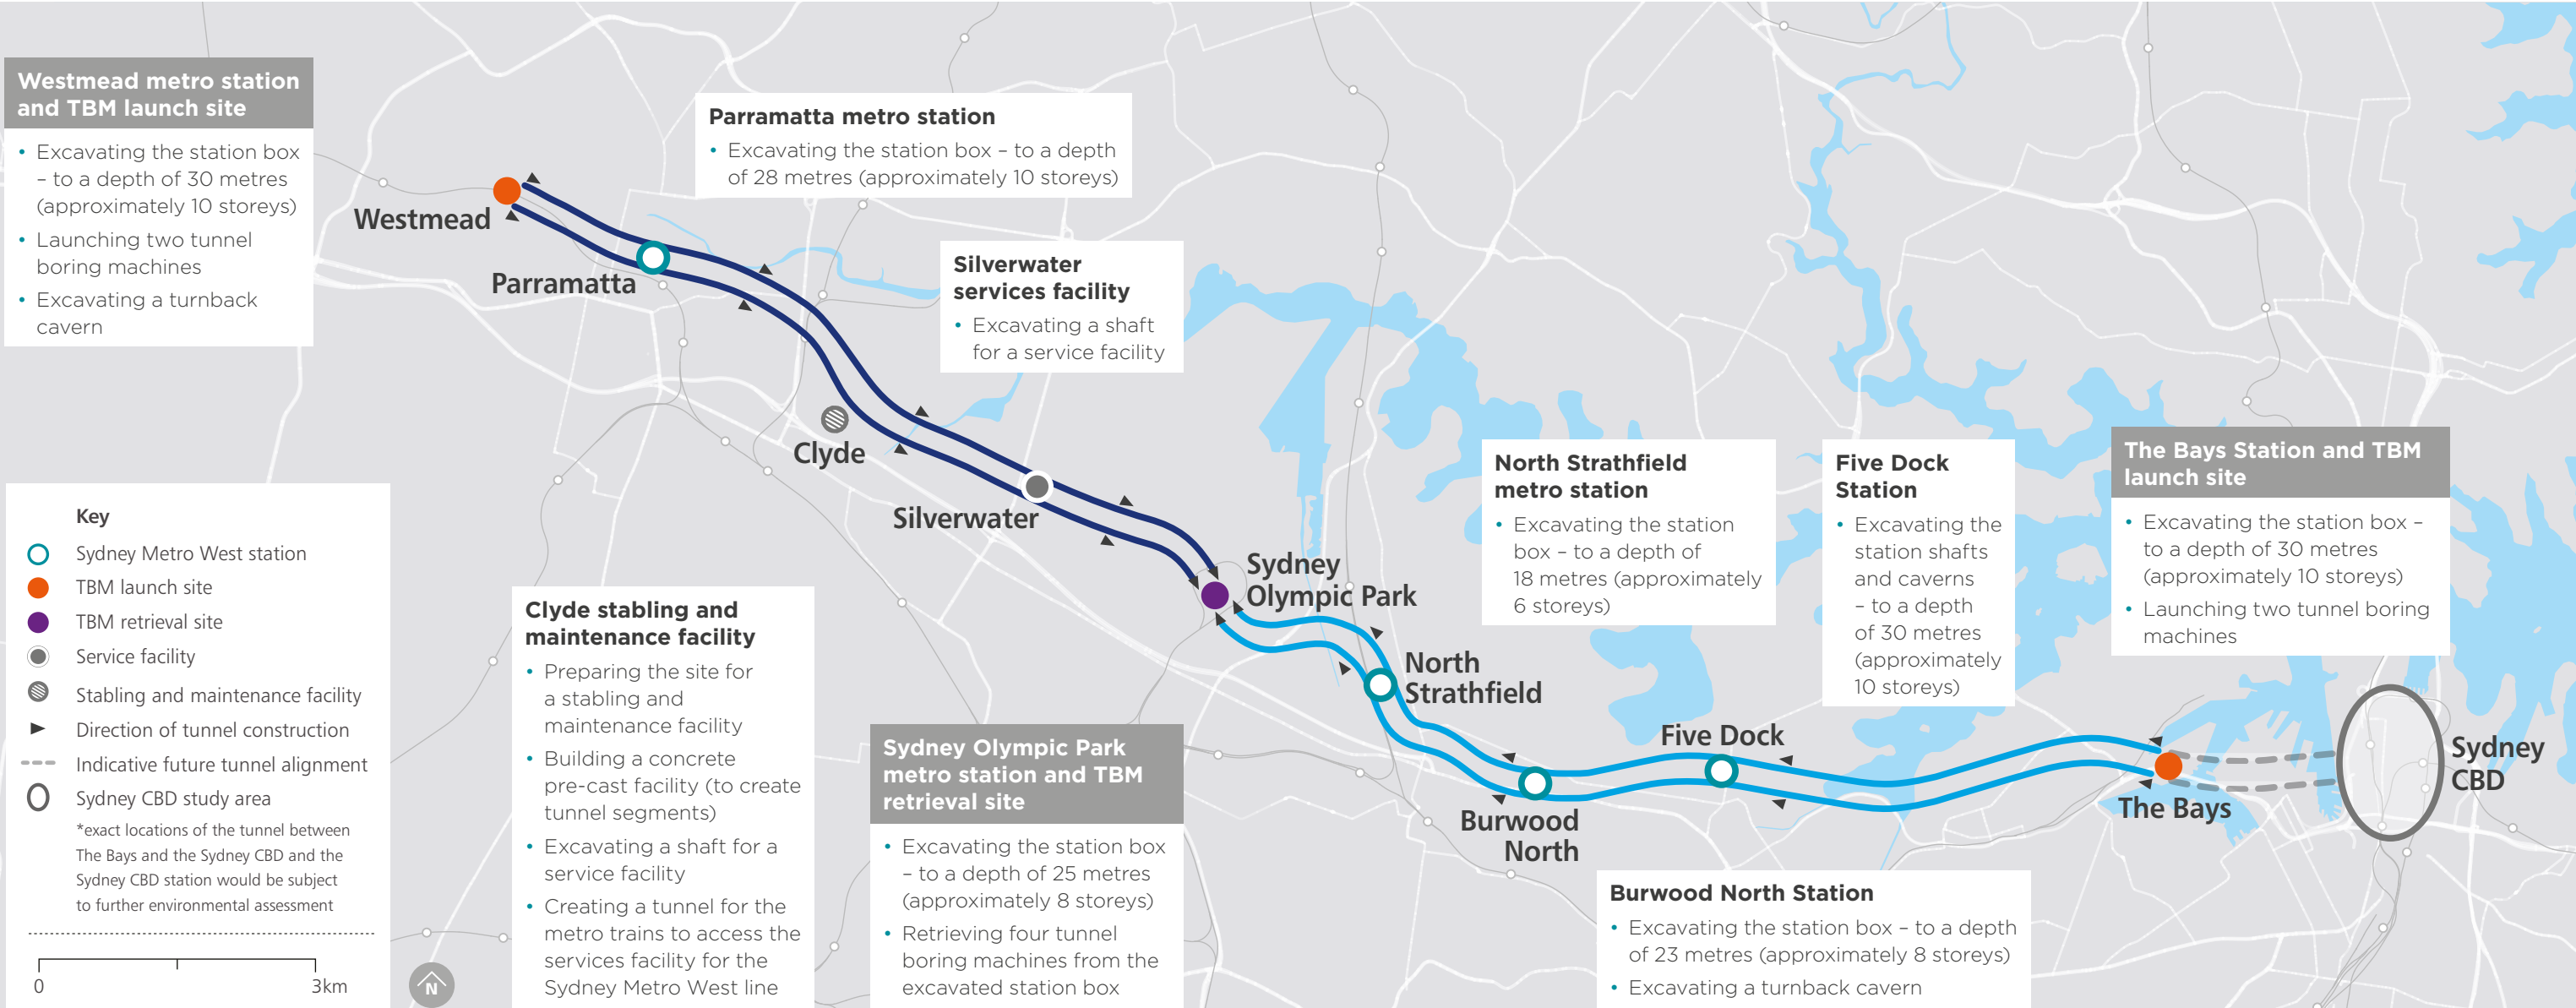 Westmead metro station
and TBM launch site
• Excavating the station box
– to a depth of 30 metres
(approximately 10 storeys)
• Launching two tunnel
boring machines
• Excavating a turnback
cavern
Parramatta metro station
• Excavating the station box – to a depth
of 28 metres (approximately 10 storeys)
Westmead
Parramatta
Silverwater
services facility
• Excavating a shaft
for a service facility
Clyde
Silverwater
Sydney
Olympic Park
North Strathfield
metro station
• Excavating the station
box – to a depth of
18 metres (approximately
6 storeys)
Five Dock
Station
• Excavating the
station shafts
and caverns
– to a depth
of 30 metres
(approximately
10 storeys)
The Bays Station and TBM
launch site
• Excavating the station box –
to a depth of 30 metres
(approximately 10 storeys)
• Launching two tunnel boring
machines
Key
Sydney Metro West station
TBM launch site
TBM retrieval site
Service facility
Stabling and maintenance facility
Direction of tunnel construction
Indicative future tunnel alignment
Sydney CBD study area
*exact locations of the tunnel between
The Bays and the Sydney CBD and the
Sydney CBD station would be subject
to further environmental assessment
0
3km
N
Clyde stabling and
maintenance facility
• Preparing the site for
a stabling and
maintenance facility
• Building a concrete
pre-cast facility (to create
tunnel segments)
• Excavating a shaft for a
service facility
• Creating a tunnel for the
metro trains to access the
services facility for the
Sydney Metro West line
Sydney Olympic Park
metro station and TBM
retrieval site
• Excavating the station box
– to a depth of 25 metres
(approximately 8 storeys)
• Retrieving four tunnel
boring machines from the
excavated station box
North
Strathfield
Five Dock
Burwood
North
The Bays
Sydney
CBD
Burwood North Station
• Excavating the station box – to a depth
of 23 metres (approximately 8 storeys)
• Excavating a turnback cavern